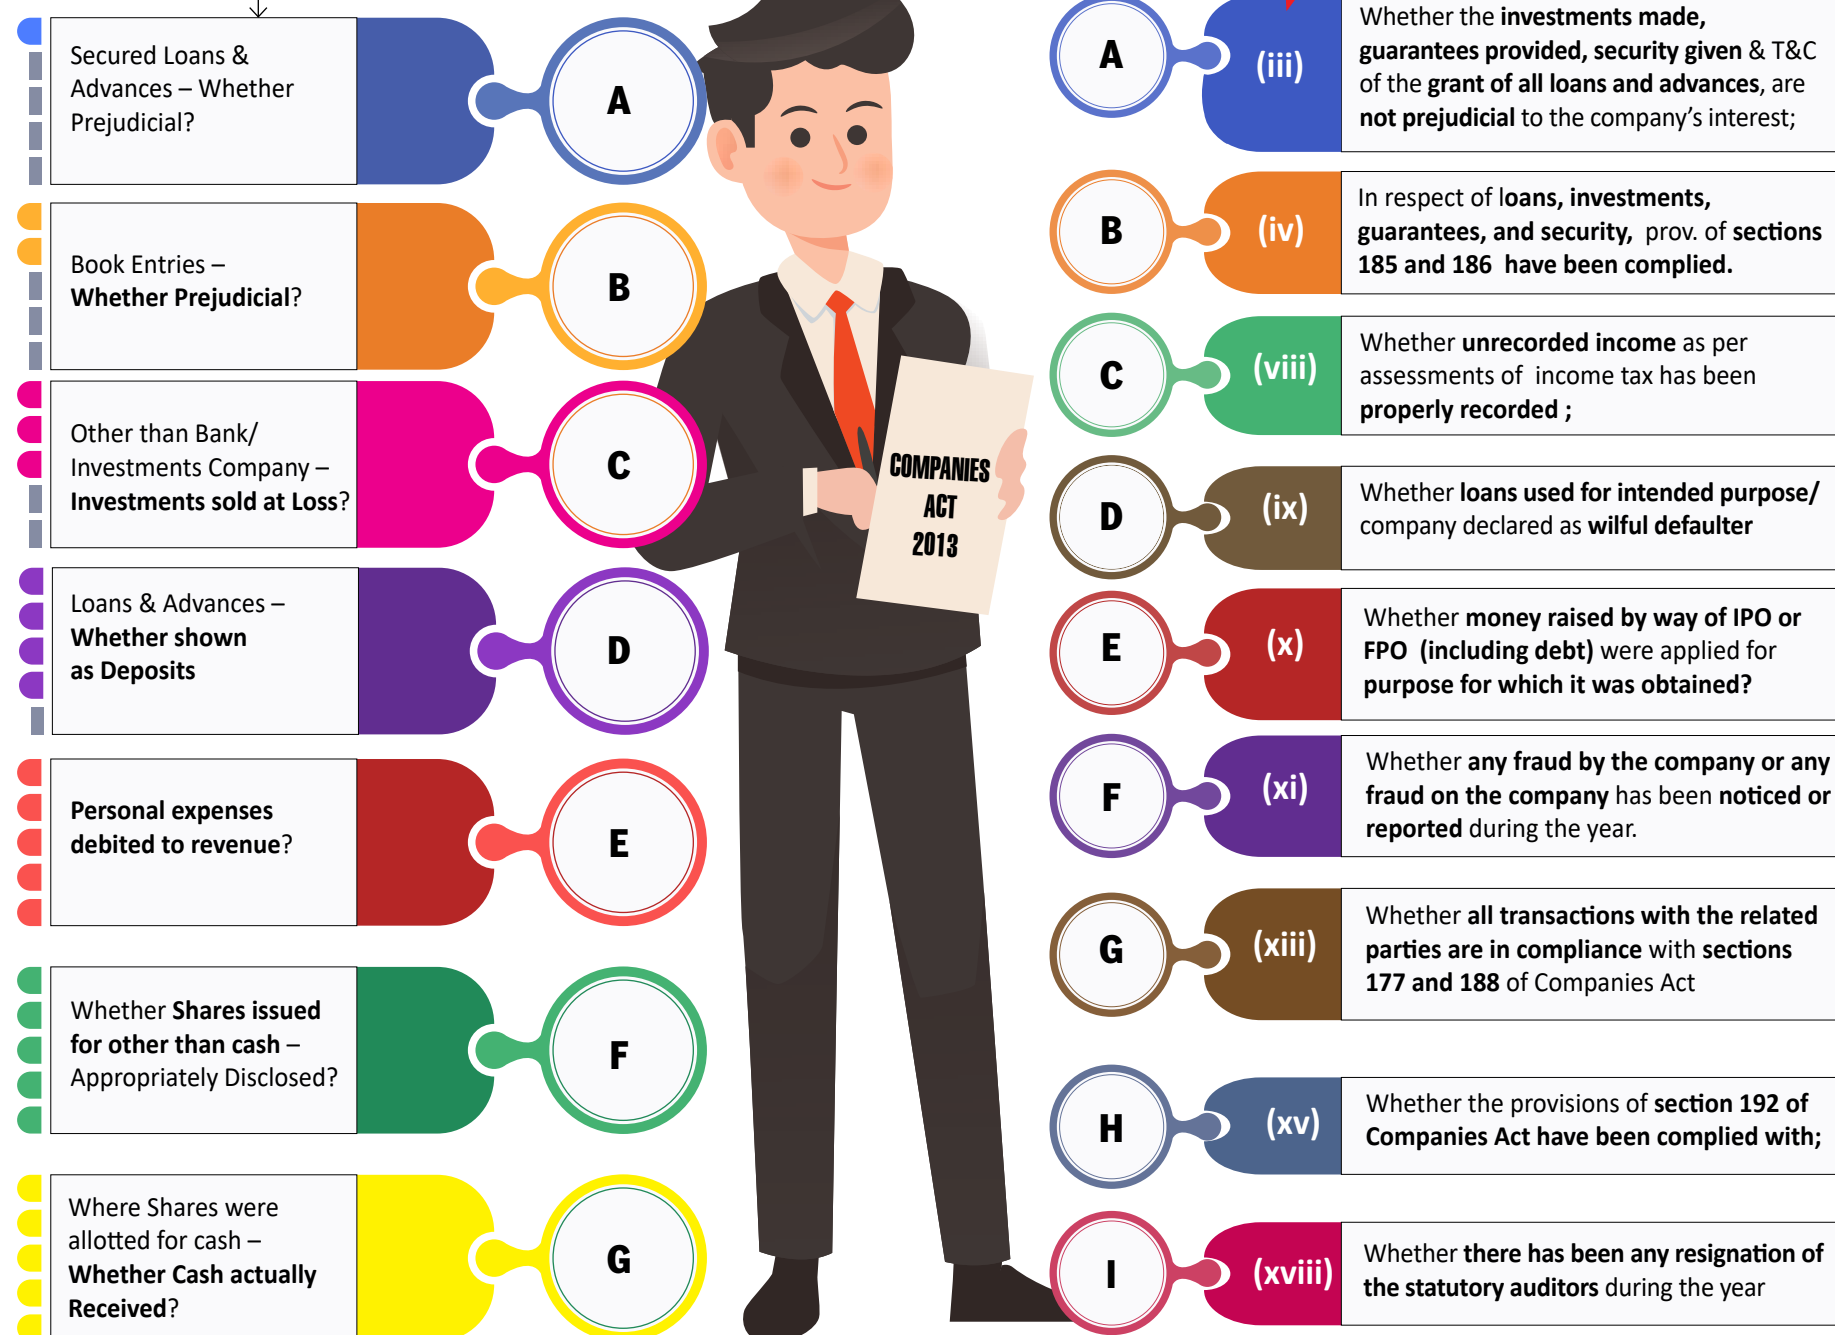 Secured Loans &
Advances – Whether
Prejudicial?
A
Book Entries –
Whether Prejudicial?
B
Other than Bank/
Investments Company –
Investments sold at Loss?
C
Loans & Advances –
Whether shown
as Deposits
D
Personal expenses
debited to revenue?
E
Whether Shares issued
for other than cash –
Appropriately Disclosed?
F
Where Shares were
allotted for cash –
Whether Cash actually
Received?
G
COMPANIES
ACT
2013
A
(iii)
Whether the investments made,
guarantees provided, security given & T&C
of the grant of all loans and advances, are
not prejudicial to the company's interest;
B
(iv)
In respect of loans, investments,
guarantees, and security, prov. of sections
185 and 186 have been complied.
C
(viii)
Whether unrecorded income as per
assessments of income tax has been
properly recorded ;
D
(ix)
Whether loans used for intended purpose/
company declared as wilful defaulter
E
(x)
Whether money raised by way of IPO or
FPO (including debt) were applied for
purpose for which it was obtained?
F
(xi)
Whether any fraud by the company or any
fraud on the company has been noticed or
reported during the year.
G
(xiii)
Whether all transactions with the related
parties are in compliance with sections
177 and 188 of Companies Act
H
(xv)
Whether the provisions of section 192 of
Companies Act have been complied with;
I
(xviii)
Whether there has been any resignation of
the statutory auditors during the year